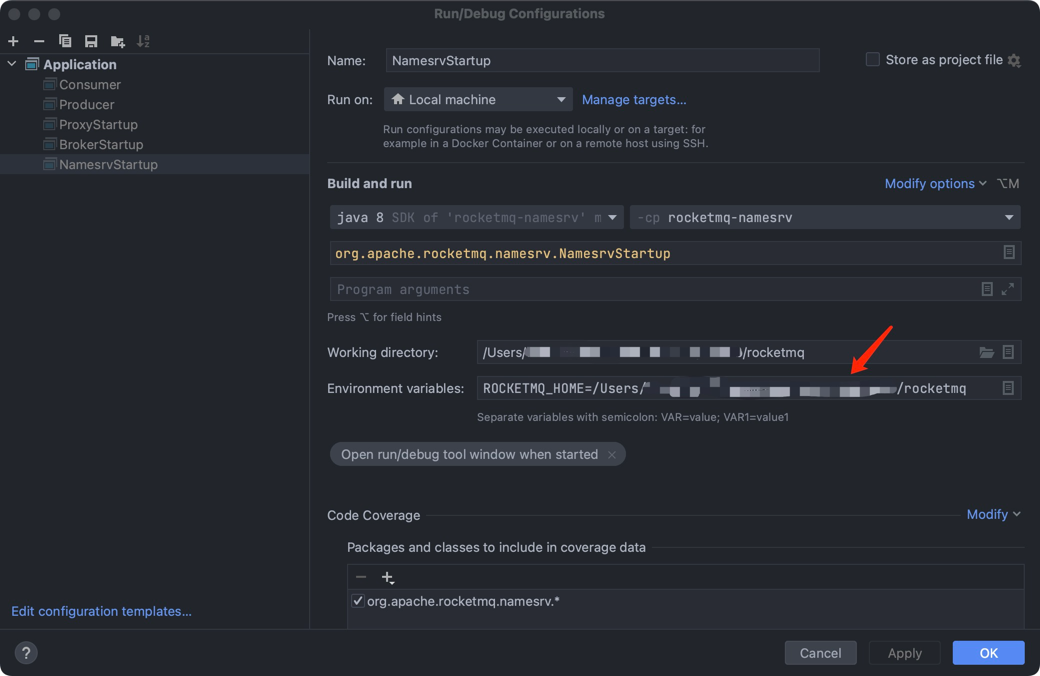 Run/Debug Configurations
Application
Consumer
Producer
ProxyStartup
BrokerStartup
NamesrvStartup
Edit configuration templates...
Name: NamesrvStartup Store as project file
Run on: Local machine Manage targets...
Run configurations may be executed locally or on a target: for
example in a Docker Container or on a remote host using SSH.
Build and run Modify options ⌥M
java 8 SDK of 'rocketmq-namesrv' m -cp rocketmq-namesrv
org.apache.rocketmq.namesrv.NamesrvStartup
Program arguments
Press ⌥ for field hints
Working directory: /Users/ /rocketmq
Environment variables: ROCKETMQ_HOME=/Users/ /rocketmq
Separate variables with semicolon: VAR=value; VAR1=value1
Open run/debug tool window when started
Code Coverage Modify
Packages and classes to include in coverage data
org.apache.rocketmq.namesrv.*
? Cancel Apply OK